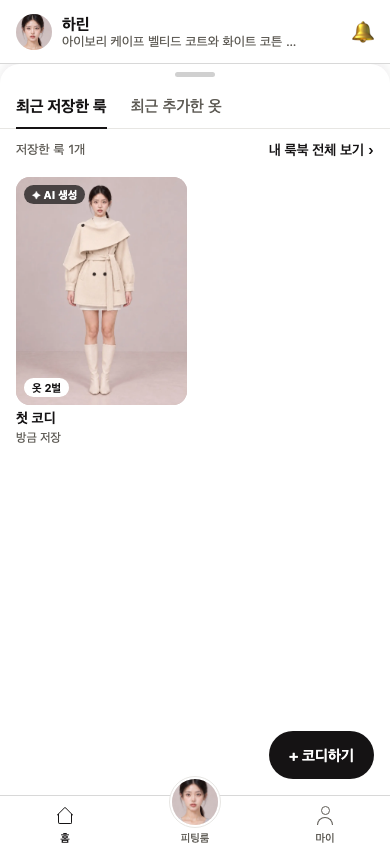 하린
아이보리 케이프 벨티드 코트와 화이트 코튼 ...
최근 저장한 룩
최근 추가한 옷
저장한 룩 1개
내 룩북 전체 보기 ›
✦ AI 생성
옷 2벌
첫 코디
방금 저장
+ 코디하기
홈
피팅룸
마이